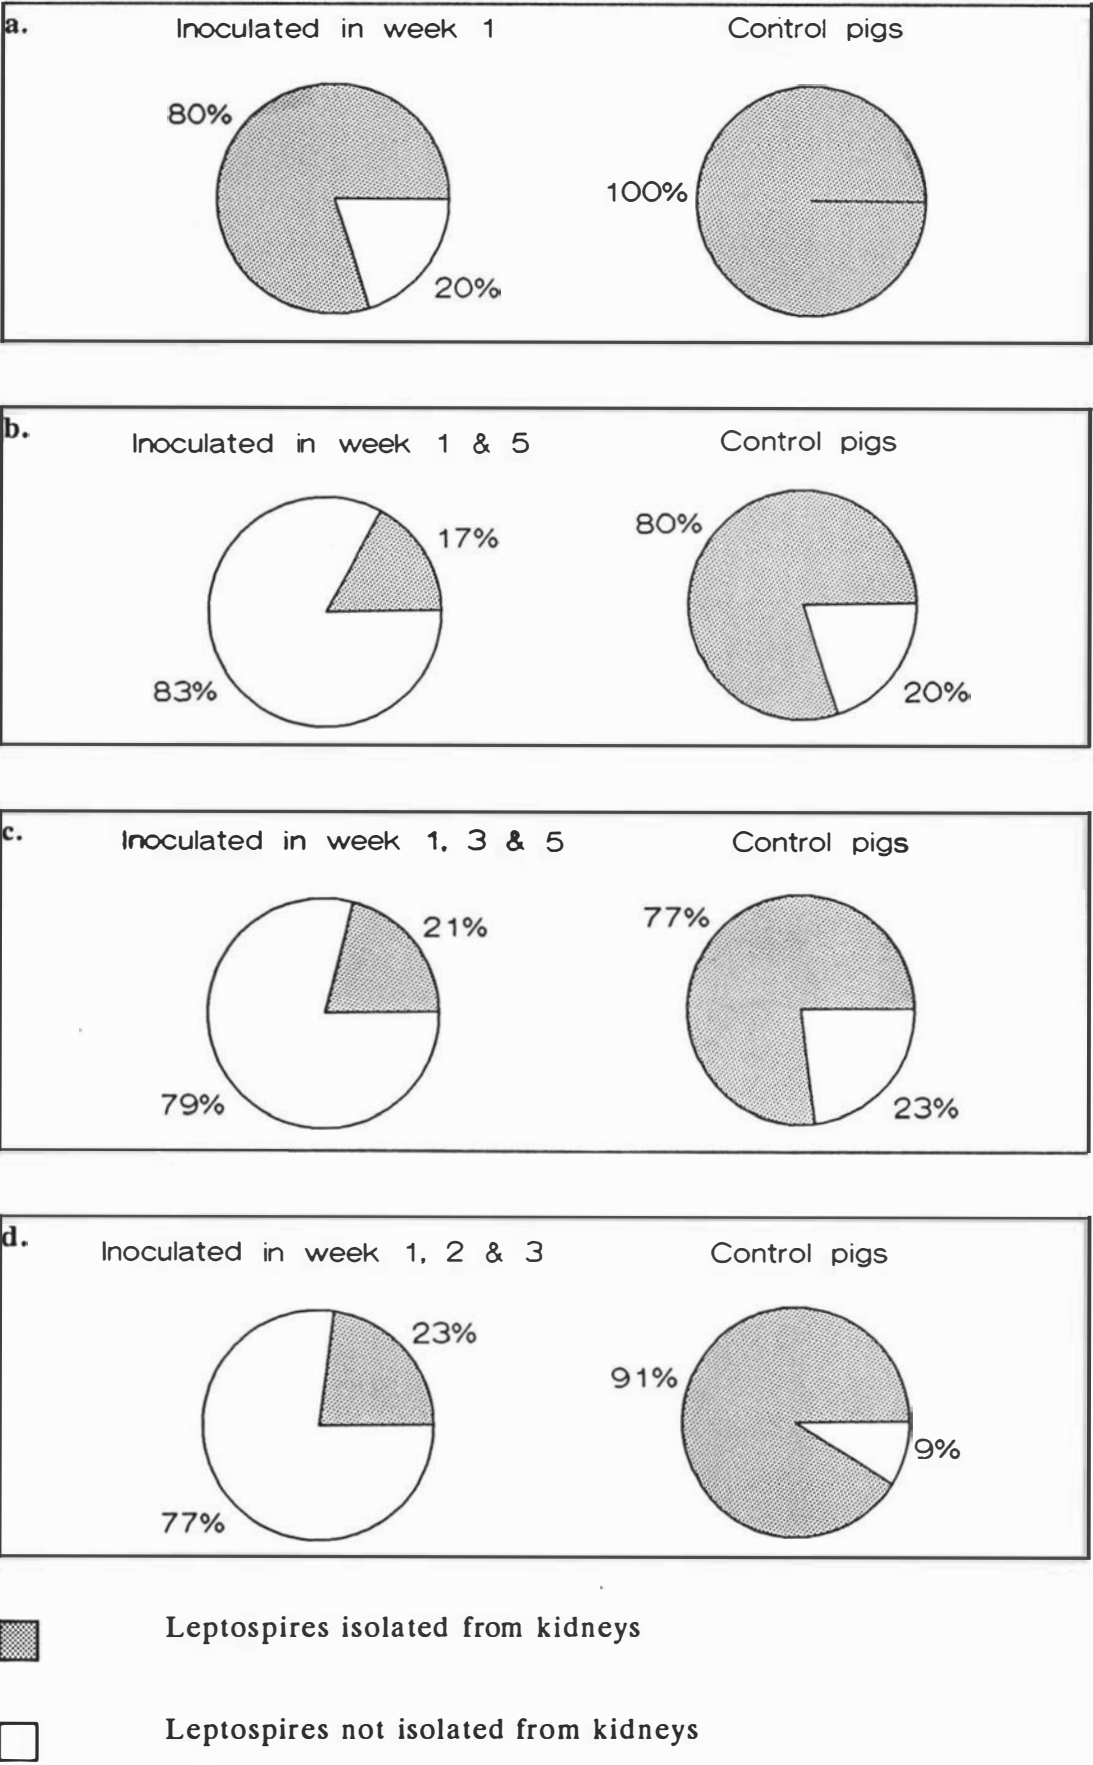 a.
Inoculated in week 1
Control pigs
80%
20%
100%
b.
Inoculated in week 1 & 5
Control pigs
17%
83%
80%
20%
c.
Inoculated in week 1, 3 & 5
Control pigs
21%
79%
77%
23%
d.
Inoculated in week 1, 2 & 3
Control pigs
23%
77%
91%
9%
Leptospires isolated from kidneys
Leptospires not isolated from kidneys